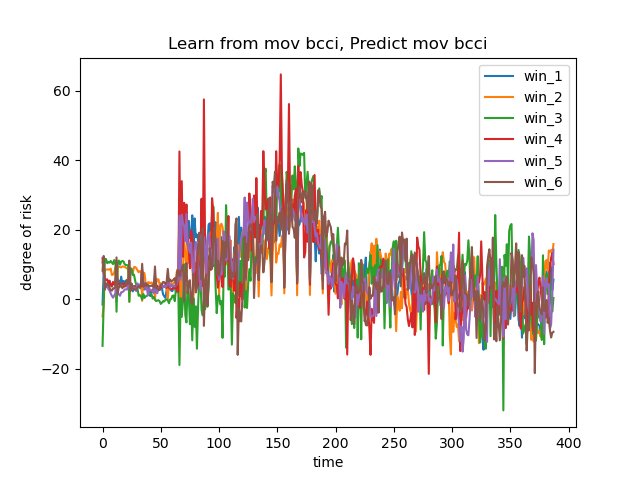 Learn from mov bcci, Predict mov bcci
degree of risk
60
40
20
0
−20
0 50 100 150 200 250 300 350 400
time
win_1
win_2
win_3
win_4
win_5
win_6